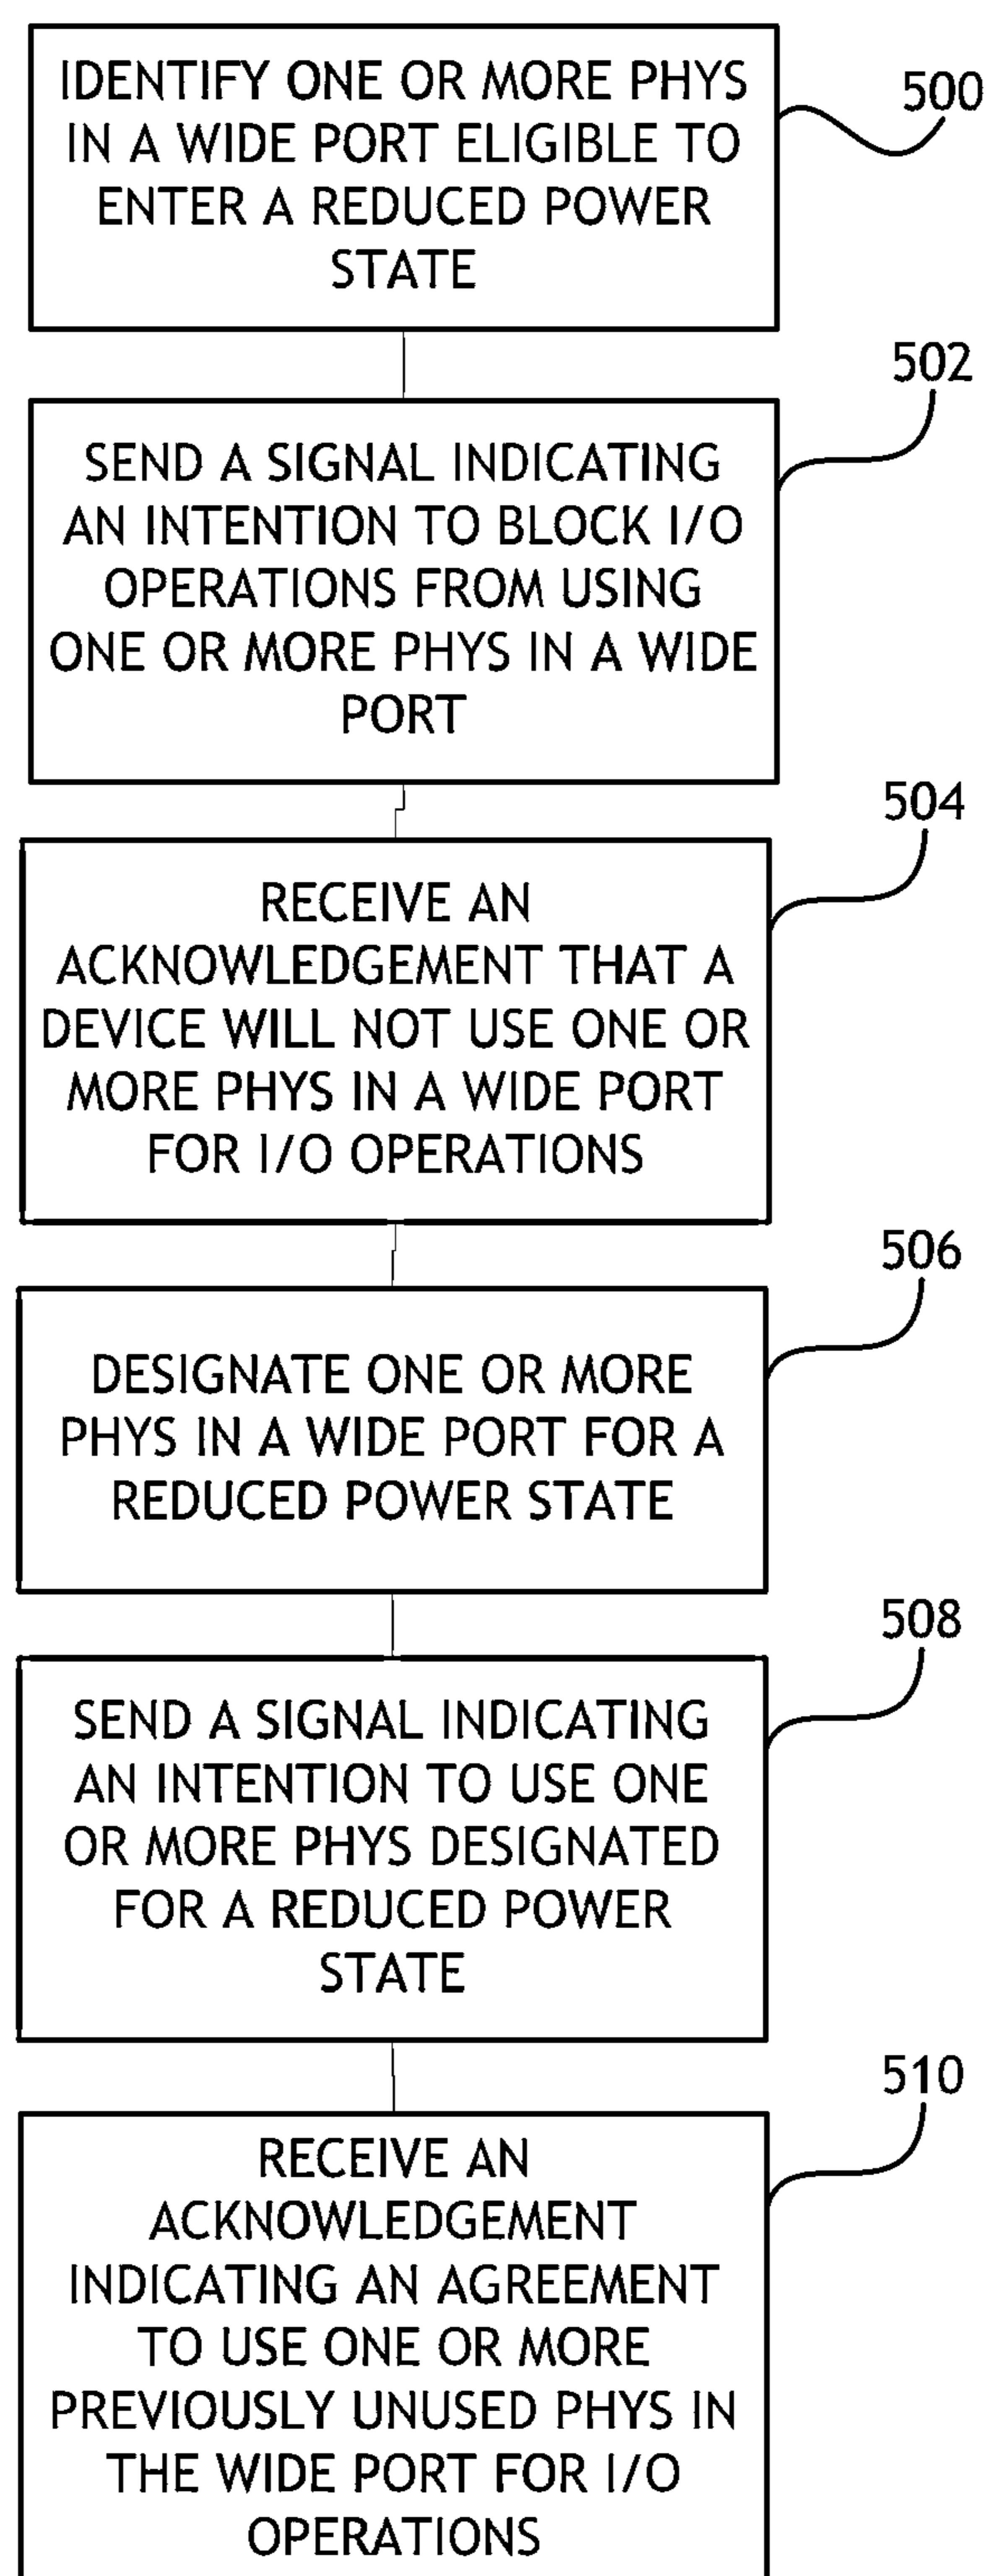 IDENTIFY ONE OR MORE PHYS
IN A WIDE PORT ELIGIBLE TO
ENTER A REDUCED POWER
STATE
500
502
SEND A SIGNAL INDICATING
AN INTENTION TO BLOCK I/O
OPERATIONS FROM USING
ONE OR MORE PHYS IN A WIDE
PORT
504
RECEIVE AN
ACKNOWLEDGEMENT THAT A
DEVICE WILL NOT USE ONE OR
MORE PHYS IN A WIDE PORT
FOR I/O OPERATIONS
506
DESIGNATE ONE OR MORE
PHYS IN A WIDE PORT FOR A
REDUCED POWER STATE
508
SEND A SIGNAL INDICATING
AN INTENTION TO USE ONE
OR MORE PHYS DESIGNATED
FOR A REDUCED POWER
STATE
510
RECEIVE AN
ACKNOWLEDGEMENT
INDICATING AN AGREEMENT
TO USE ONE OR MORE
PREVIOUSLY UNUSED PHYS IN
THE WIDE PORT FOR I/O
OPERATIONS